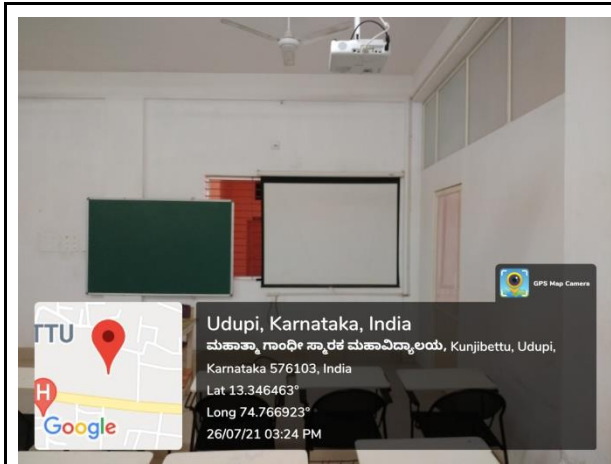 GPS Map Camera
TTU
H
Google
Udupi, Karnataka, India
ಮಹಾತ್ಮಾ ಗಾಂಧೀ ಸ್ಮಾರಕ ಮಹಾವಿದ್ಯಾಲಯ, Kunjibettu, Udupi,
Karnataka 576103, India
Lat 13.346463°
Long 74.766923°
26/07/21 03:24 PM